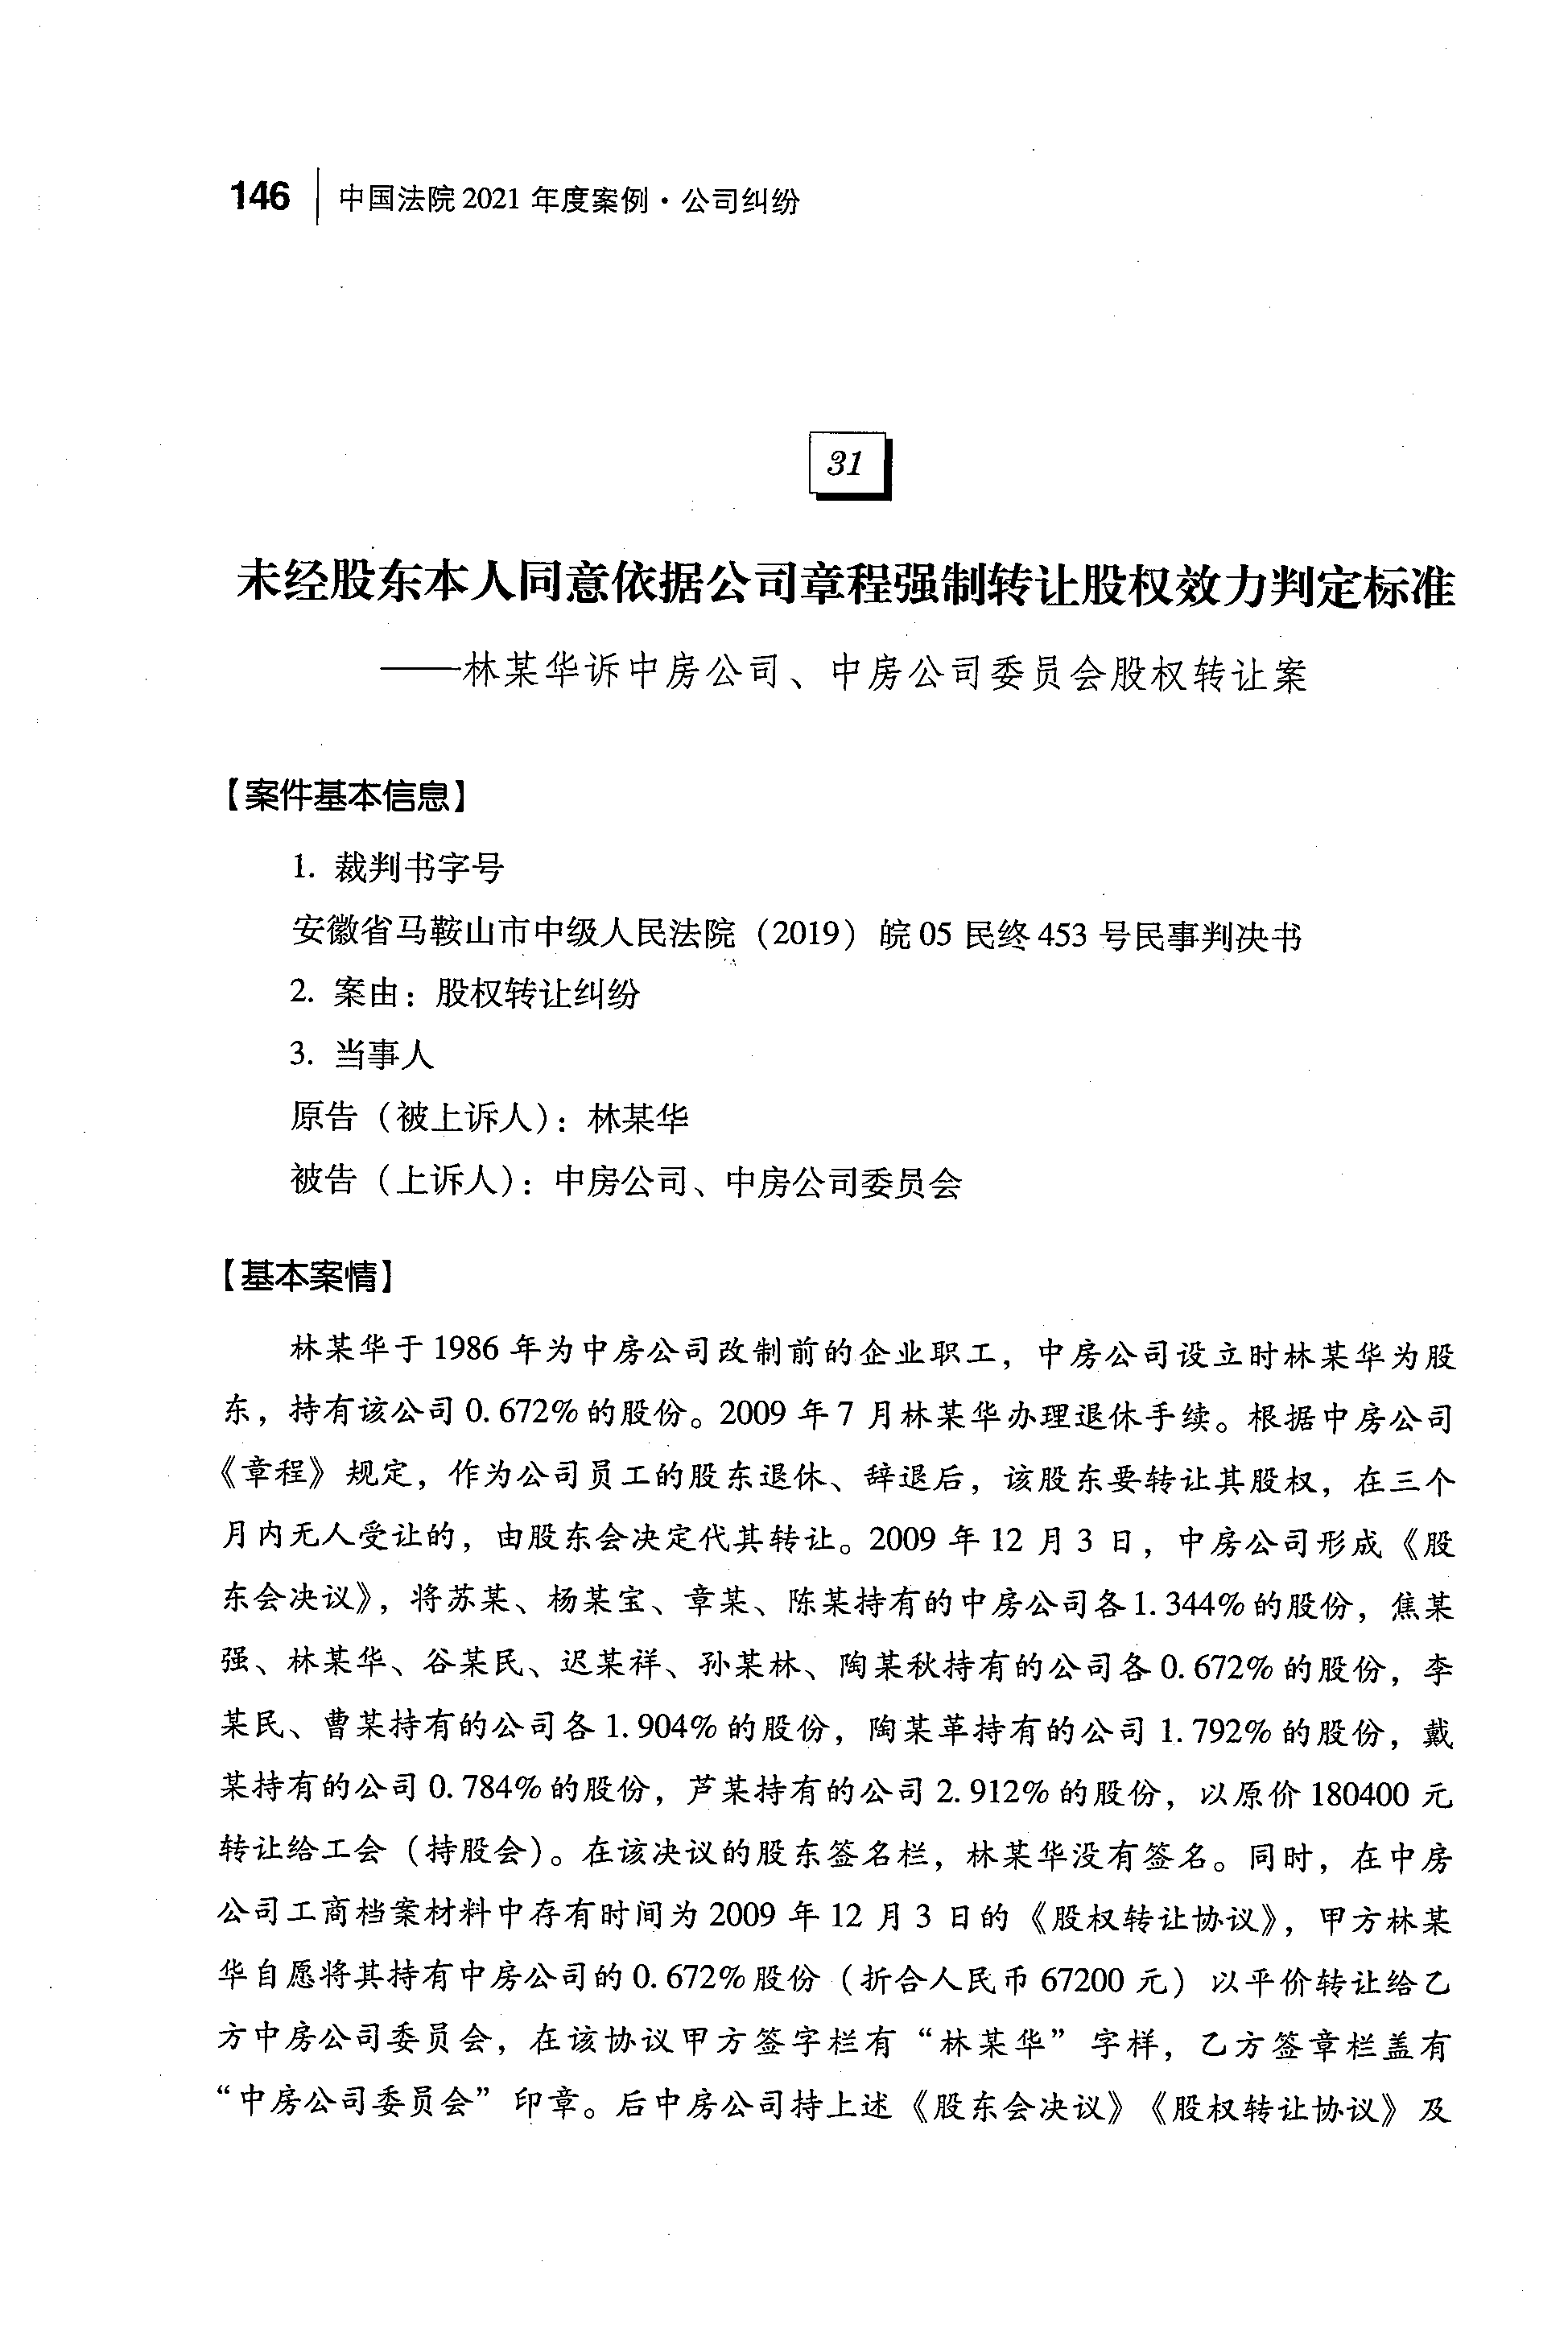 146 中国法院2021年度案例·公司纠纷
31
未经股东本人同意依据公司章程强制转让股权效力判定标准
——林某华诉中房公司、中房公司委员会股权转让案
【案件基本信息】
1. 裁判书字号
安徽省马鞍山市中级人民法院（2019）皖05民终453号民事判决书
2. 案由：股权转让纠纷
3. 当事人
原告（被上诉人）：林某华
被告（上诉人）：中房公司、中房公司委员会
【基本案情】
林某华于1986年为中房公司改制前的企业职工，中房公司设立时林某华为股
东，持有该公司0.672%的股份。2009年7月林某华办理退休手续。根据中房公司
《章程》规定，作为公司员工的股东退休、辞退后，该股东要转让其股权，在三个
月内无人受让的，由股东会决定代其转让。2009年12月3日，中房公司形成《股
东会决议》，将苏某、杨某宝、章某、陈某持有的中房公司各1.344%的股份，焦某
强、林某华、谷某民、迟某祥、孙某林、陶某秋持有的公司各0.672%的股份，李
某民、曹某持有的公司各1.904%的股份，陶某革持有的公司1.792%的股份，戴
某持有的公司0.784%的股份，芦某持有的公司2.912%的股份，以原价180400元
转让给工会（持股会）。在该决议的股东签名栏，林某华没有签名。同时，在中房
公司工商档案材料中存有时间为2009年12月3日的《股权转让协议》，甲方林某
华自愿将其持有中房公司的0.672%股份（折合人民币67200元）以平价转让给乙
方中房公司委员会，在该协议甲方签字栏有“林某华”字样，乙方签章栏盖有
“中房公司委员会”印章。后中房公司持上述《股东会决议》《股权转让协议》及